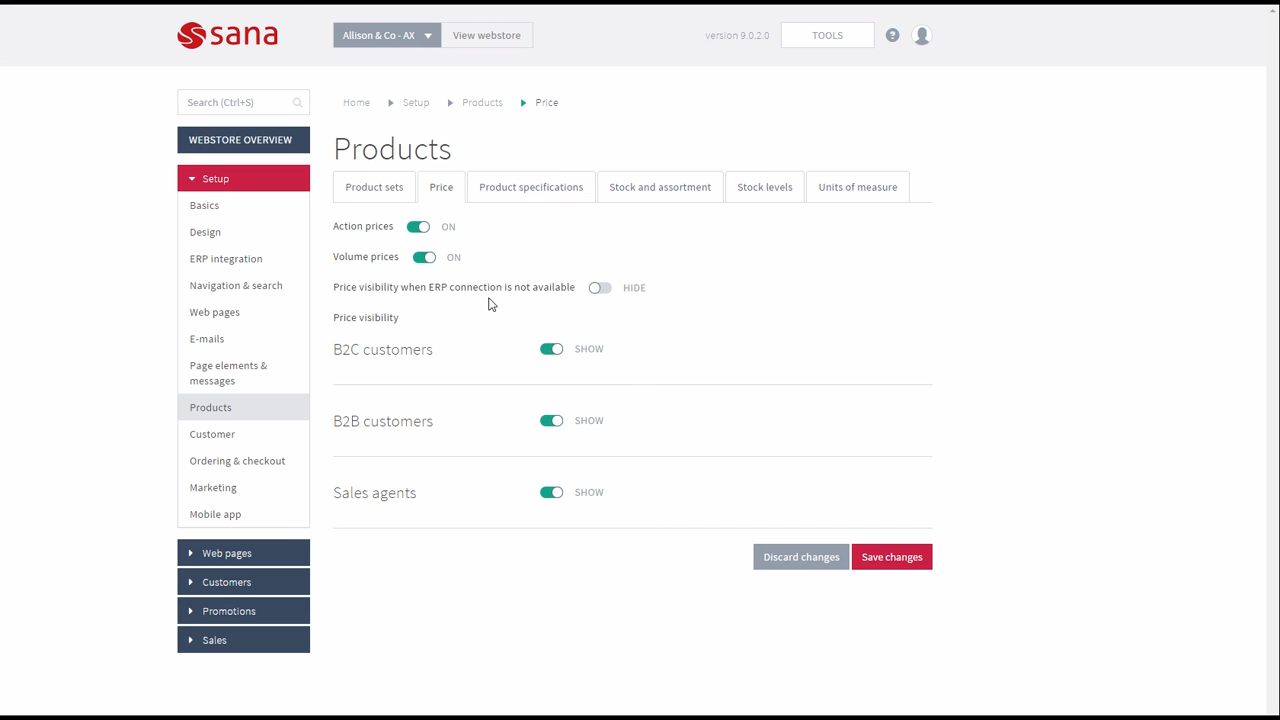 sana
Allison & Co - AX
View webstore
version 9.0.2.0
TOOLS
?
Search (Ctrl+S)
Home
Setup
Products
Price
WEBSTORE OVERVIEW
Setup
Basics
Design
ERP integration
Navigation & search
Web pages
E-mails
Page elements &
messages
Products
Customer
Ordering & checkout
Marketing
Mobile app
Web pages
Customers
Promotions
Sales
Products
Product sets
Price
Product specifications
Stock and assortment
Stock levels
Units of measure
Action prices ON
Volume prices ON
Price visibility when ERP connection is not available HIDE
Price visibility
B2C customers SHOW
B2B customers SHOW
Sales agents SHOW
Discard changes
Save changes